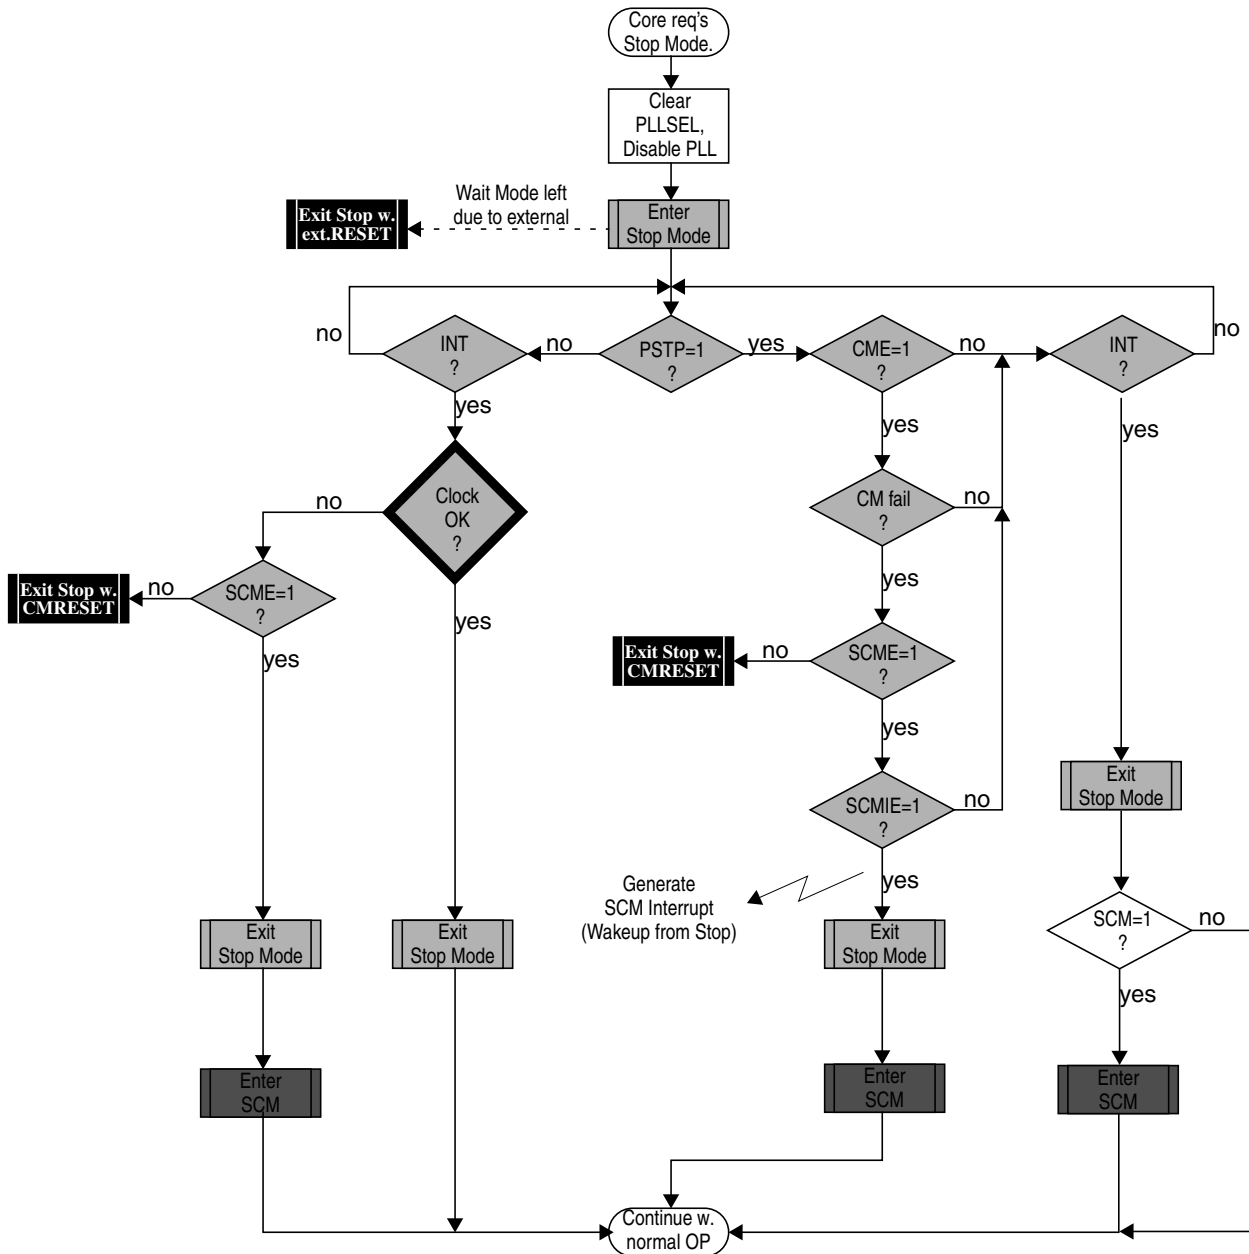 Core req's
Stop Mode.
Clear
PLLSEL,
Disable PLL
Wait Mode left
due to external
Exit Stop w.
ext.RESET
Enter
Stop Mode
no
INT
?
no
PSTP=1
?
yes
CME=1
?
no
INT
?
no
yes
yes
yes
Clock
OK
?
no
CM fail
?
no
yes
Exit Stop w.
CMRESET
no
SCME=1
?
yes
yes
Exit Stop w.
CMRESET
no
SCME=1
?
yes
SCMIE=1
?
no
Exit
Stop Mode
Generate
SCM Interrupt
(Wakeup from Stop)
yes
Exit
Stop Mode
Exit
Stop Mode
Exit
Stop Mode
SCM=1
?
no
yes
Enter
SCM
Enter
SCM
Enter
SCM
Continue w.
normal OP